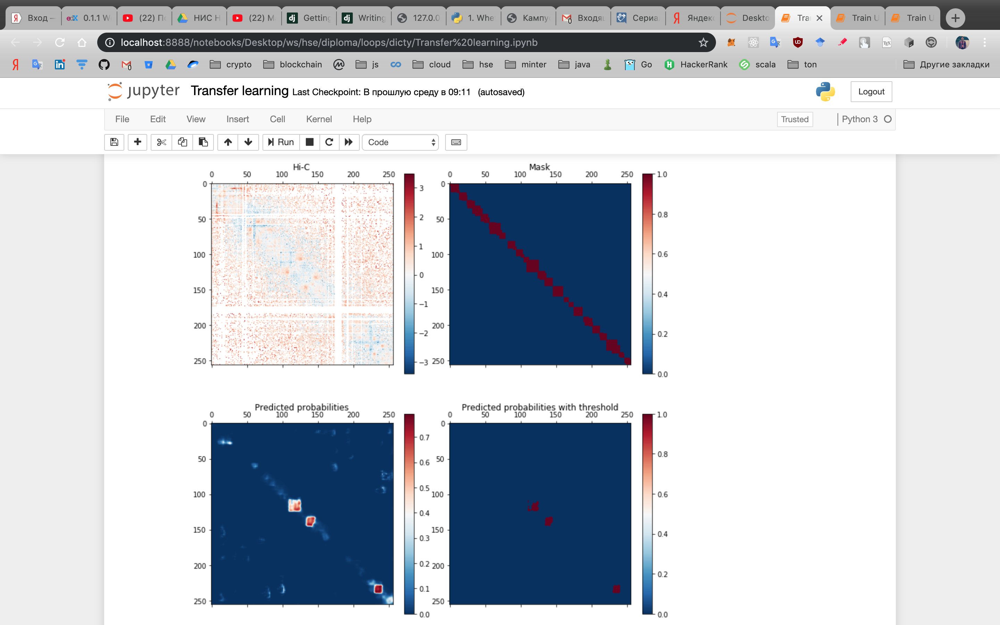 Вход –
edX 0.1.1 W
(22) П
НИС Н
(22) М
dj Getting
dj Writing
127.0.0
1. Whe
Кампу
0 Входя
Сериа
Я Яндек
Deskto
Tra
Train U
Train U
localhost:8888/notebooks/Desktop/ws/hse/diploma/loops/dicty/Transfer%20learning.ipynb
crypto
blockchain
js
cloud
hse
minter
java
Go
HackerRank
scala
ton
Другие закладки
jupyter Transfer learning Last Checkpoint: В прошлую среду в 09:11 (autosaved)
Logout
File Edit View Insert Cell Kernel Help
Trusted
Python 3
Run
Code
Hi-C
0 50 100 150 200 250
0
50
100
150
200
250
3
2
1
0
−1
−2
−3
Mask
0 50 100 150 200 250
0
50
100
150
200
250
1.0
0.8
0.6
0.4
0.2
0.0
Predicted probabilities
0 50 100 150 200 250
0
50
100
150
200
250
0.7
0.6
0.5
0.4
0.3
0.2
0.1
0.0
Predicted probabilities with threshold
0 50 100 150 200 250
0
50
100
150
200
250
1.0
0.8
0.6
0.4
0.2
0.0